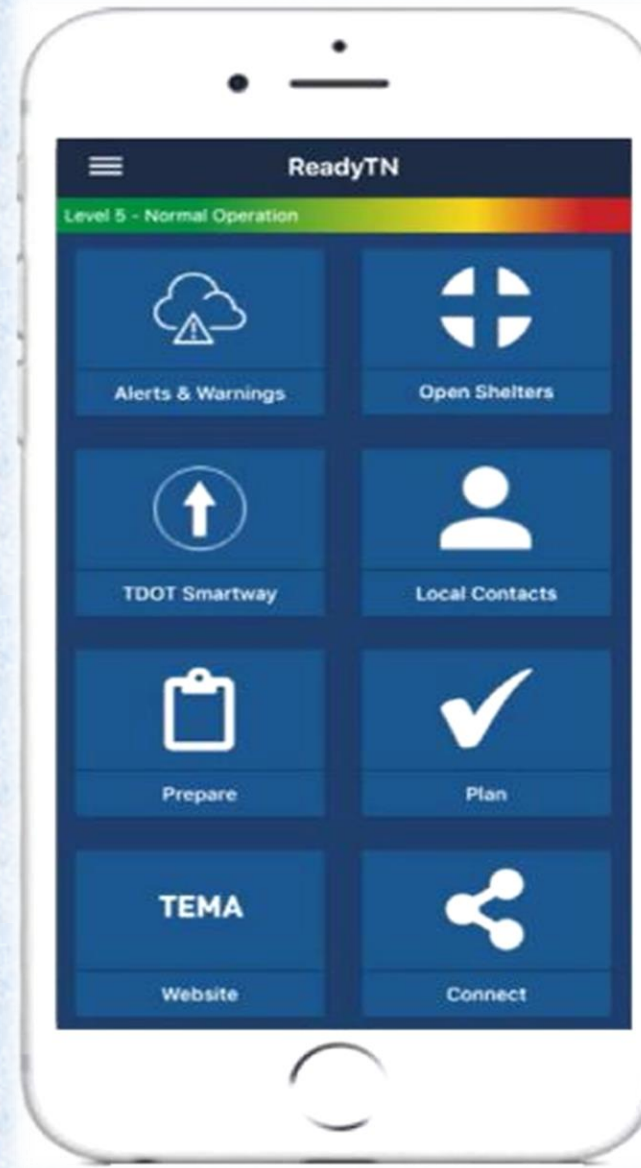 ReadyTN
Level 5 - Normal Operation
Alerts & Warnings
Open Shelters
TDOT Smartway
Local Contacts
Prepare
Plan
TEMA
Website
Connect